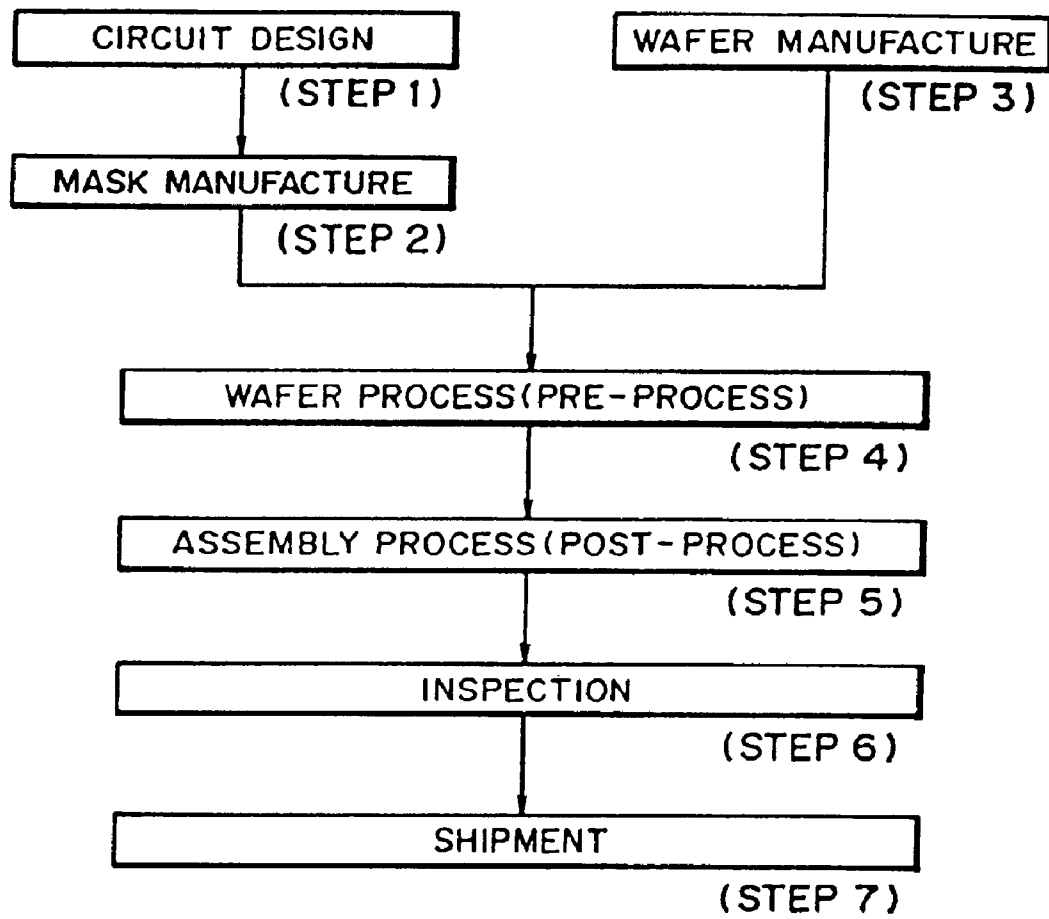 CIRCUIT DESIGN
(STEP 1)
WAFER MANUFACTURE
(STEP 3)
MASK MANUFACTURE
(STEP 2)
WAFER PROCESS(PRE-PROCESS)
(STEP 4)
ASSEMBLY PROCESS(POST-PROCESS)
(STEP 5)
INSPECTION
(STEP 6)
SHIPMENT
(STEP 7)